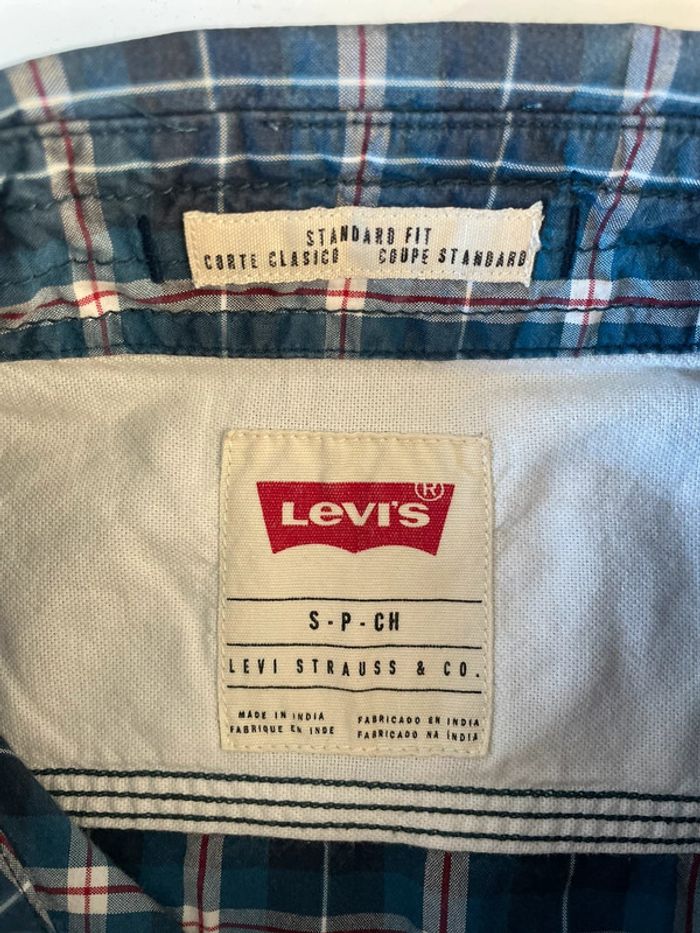 STANDARD FIT
CORTE CLASICO COUPE STANDARD
LEVI'S®
S - P - CH
LEVI STRAUSS & CO.
MADE IN INDIA FABRICADO EN INDIA
FABRIQUE EN INDE FABRICADO NA ÍNDIA